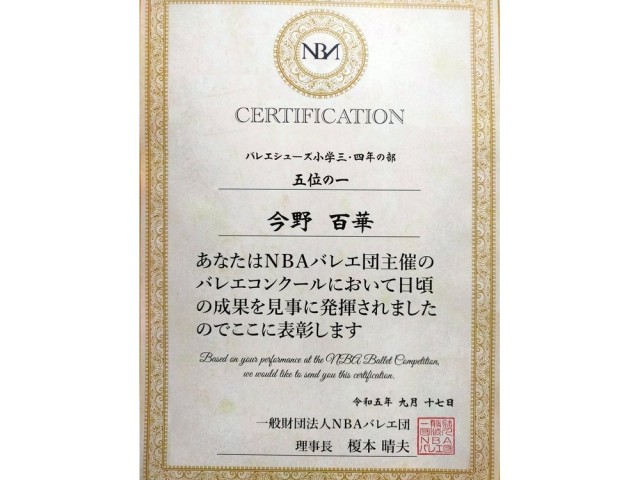 NBA
CERTIFICATION
バレエシューズ小学三・四年の部
五位の一
今野 百華
あなたはNBAバレエ団主催の
バレエコンクールにおいて日頃
の成果を見事に発揮されました
のでここに表彰します
Based on your performance at the NBA Ballet Competition,
we would like to send you this certification.
令和五年 九月 十七日
一般財団法人NBAバレエ団
理事長 榎本 晴夫